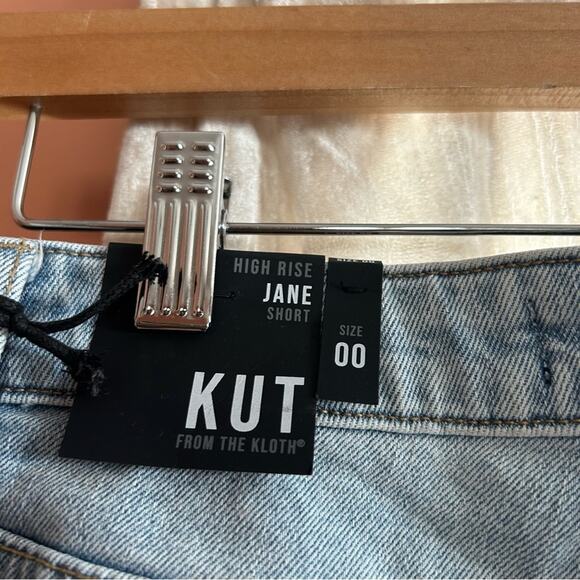 HIGH RISE
JANE
SHORT
SIZE
00
KUT
FROM THE KLOTH®